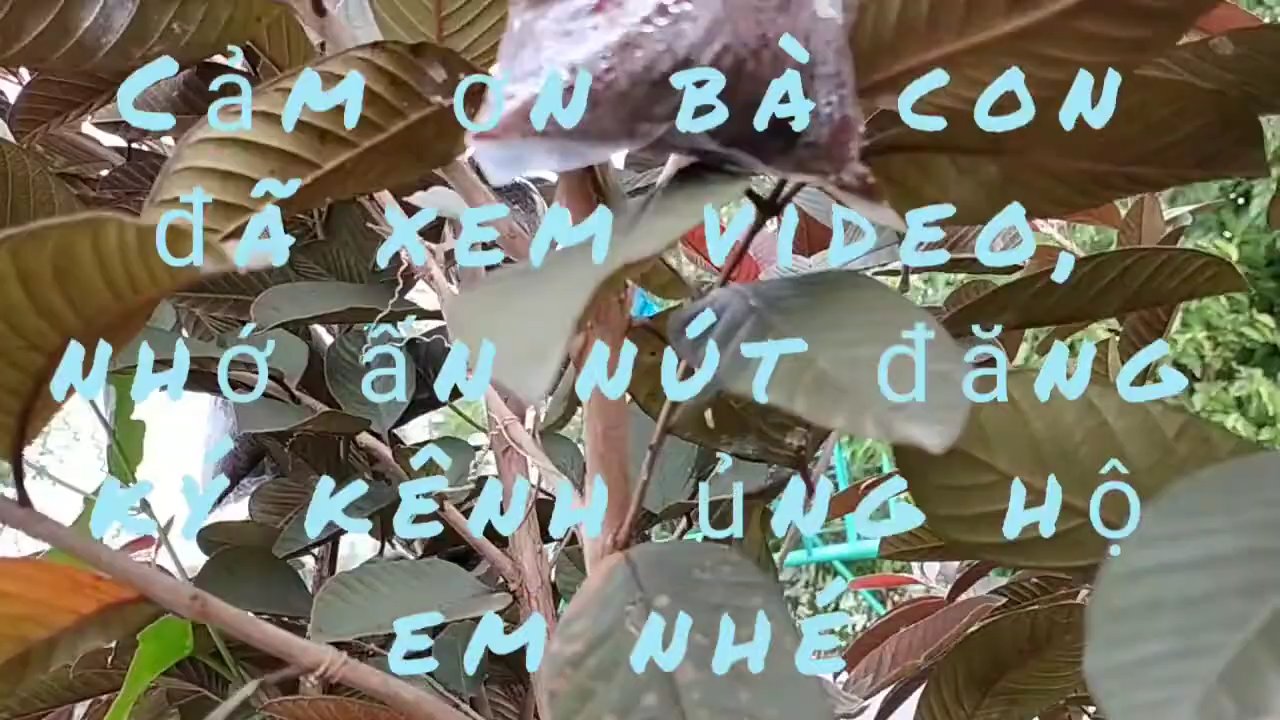 Cảm ơn bà con
đã xem video,
nhớ ấn nút đăng
ký kênh ủng hộ
em nhé